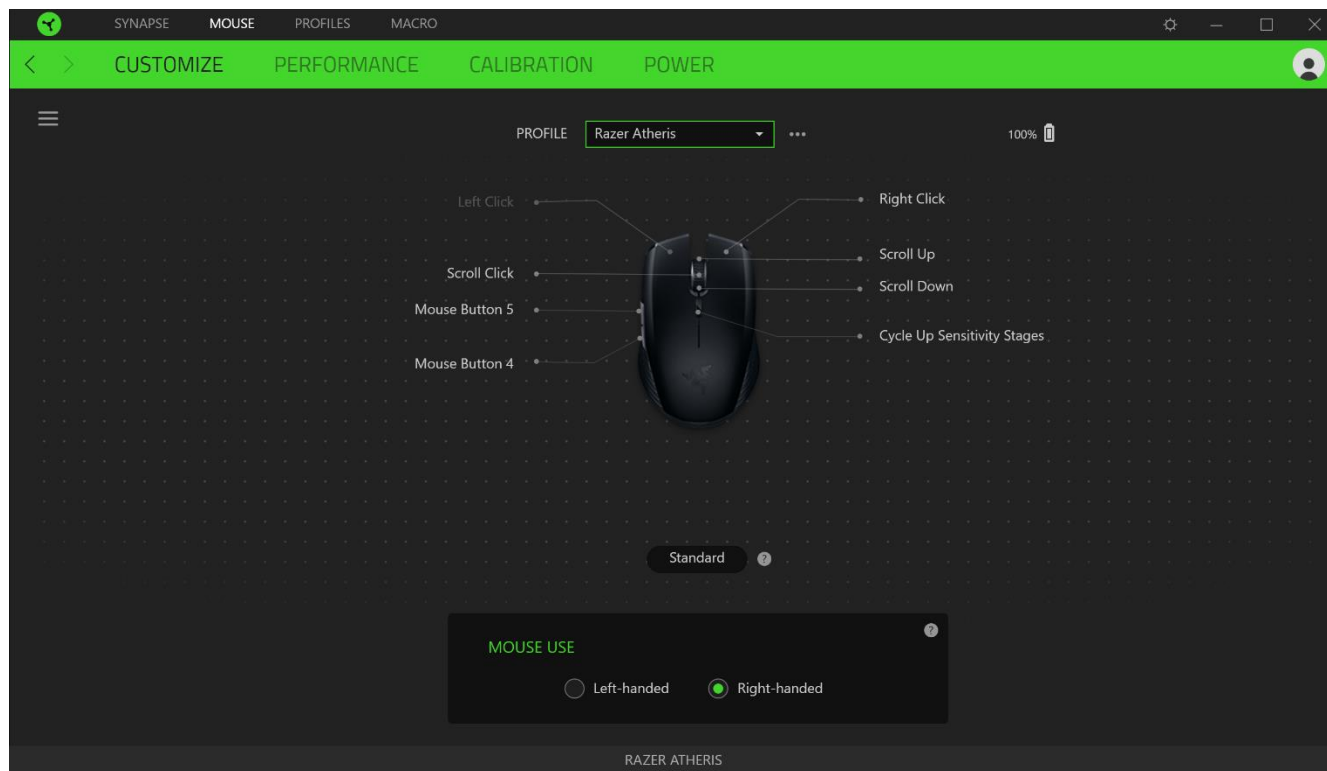 SYNAPSE MOUSE PROFILES MACRO
CUSTOMIZE PERFORMANCE CALIBRATION POWER
PROFILE Razer Atheris 100%
Left Click Right Click
Scroll Up
Scroll Click
Scroll Down
Mouse Button 5
Cycle Up Sensitivity Stages
Mouse Button 4
Standard ?
?
MOUSE USE
Left-handed Right-handed
RAZER ATHERIS